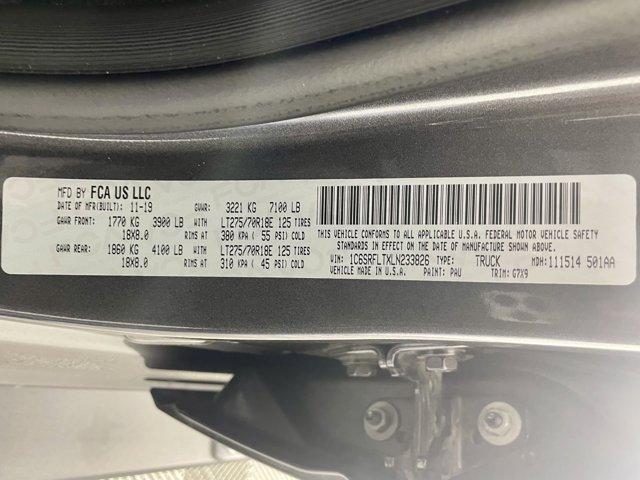 MFD BY FCA US LLC
DATE OF MFR(BUILT): 11-19 GVWR: 3221 KG 7100 LB
GAWR FRONT: 1770 KG 3900 LB WITH LT275/70R18E 125 TIRES
18X8.0 RIMS AT 380 KPA ( 55 PSI) COLD
GAWR REAR: 1860 KG 4100 LB WITH LT275/70R18E 125 TIRES
18X8.0 RIMS AT 310 KPA ( 45 PSI) COLD
THIS VEHICLE CONFORMS TO ALL APPLICABLE U.S.A. FEDERAL MOTOR VEHICLE SAFETY
STANDARDS IN EFFECT ON THE DATE OF MANUFACTURE SHOWN ABOVE.
VIN: 1C6SRFLTXLN233826 TYPE: TRUCK MDH: 111514 501AA
VEHICLE MADE IN U.S.A. PAINT: PAU TRIM: G7X9